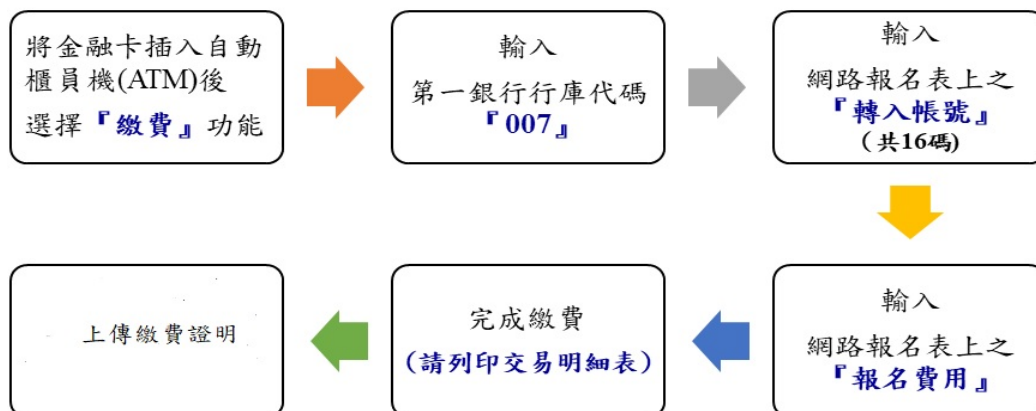 將金融卡插入自動
櫃員機(ATM)後
選擇『繳費』功能
輸入
第一銀行行庫代碼
『007』
輸入
網路報名表上之
『轉入帳號』
(共16碼)
輸入
網路報名表上之
『報名費用』
完成繳費
(請列印交易明細表)
上傳繳費證明